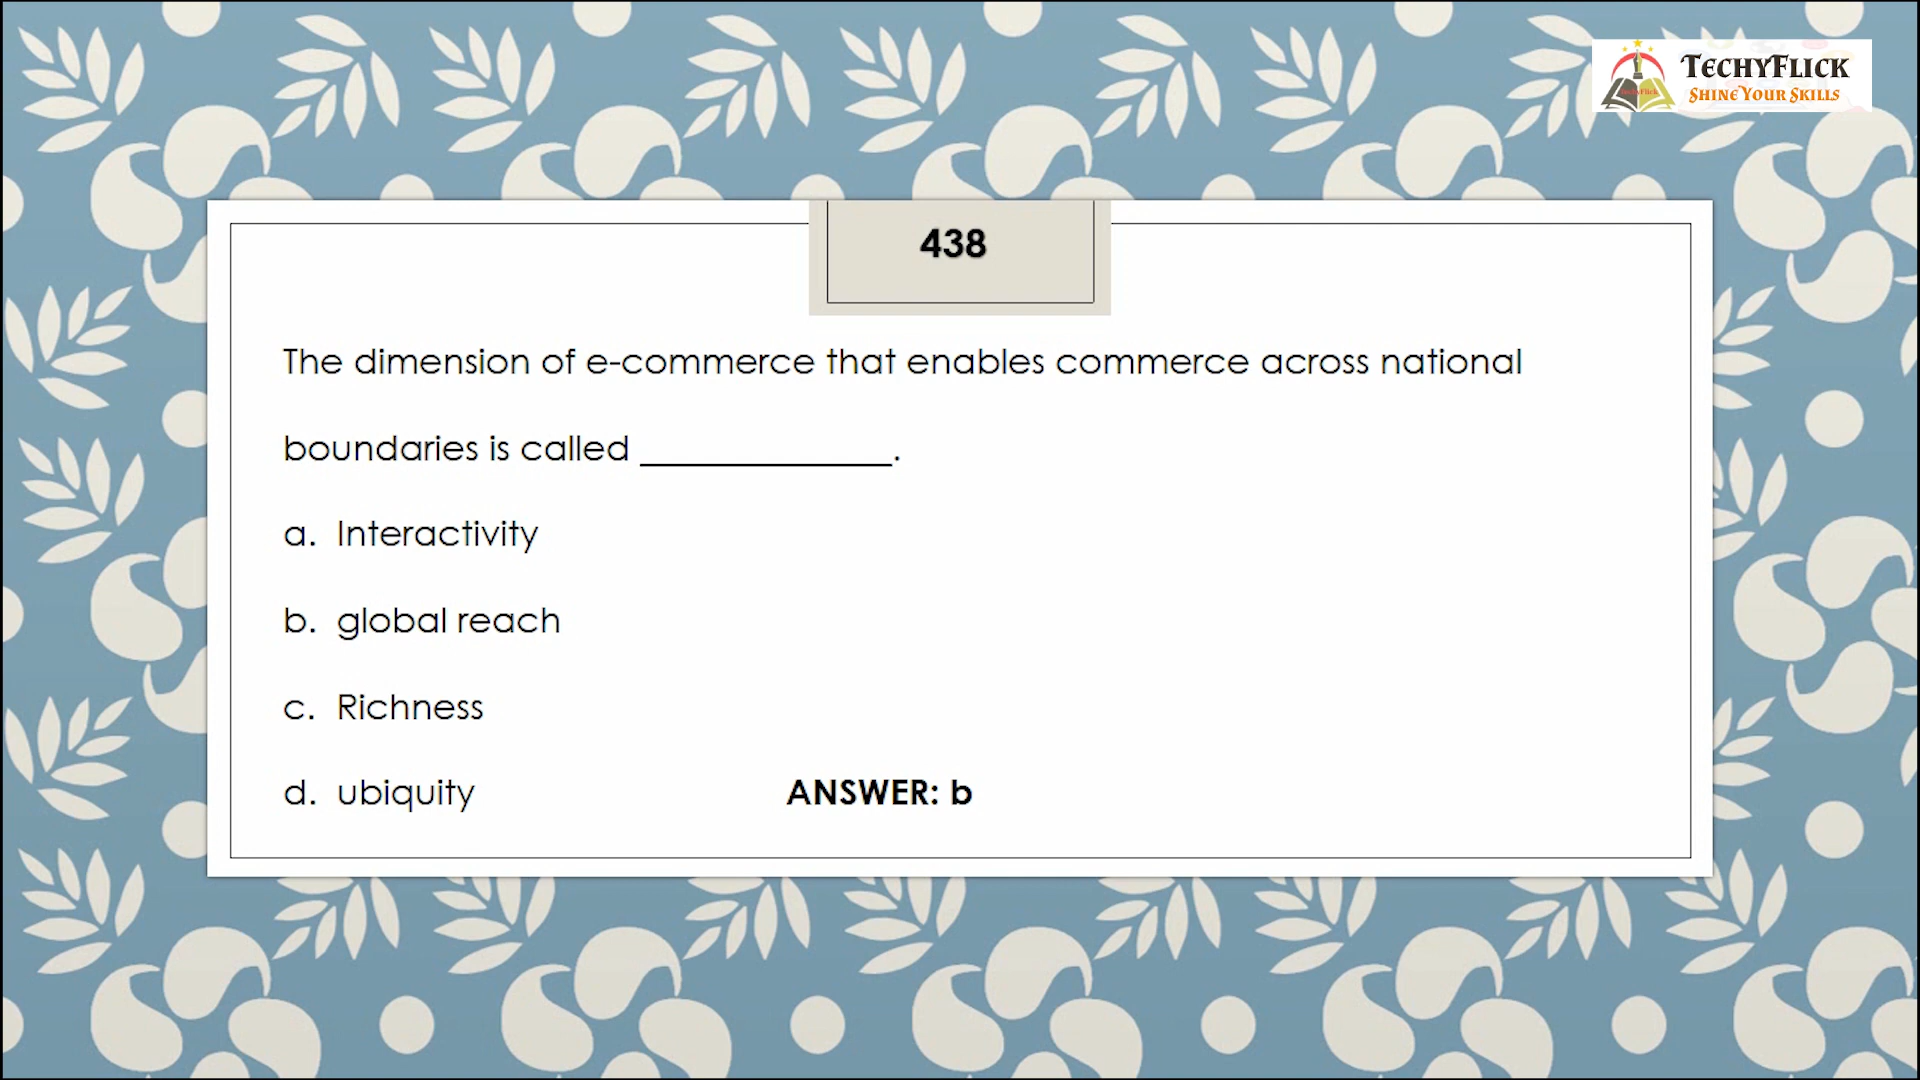 TECHYFLICK
SHINE YOUR SKILLS
438
The dimension of e-commerce that enables commerce across national
boundaries is called ______________.
a. Interactivity
b. global reach
c. Richness
d. ubiquity ANSWER: b